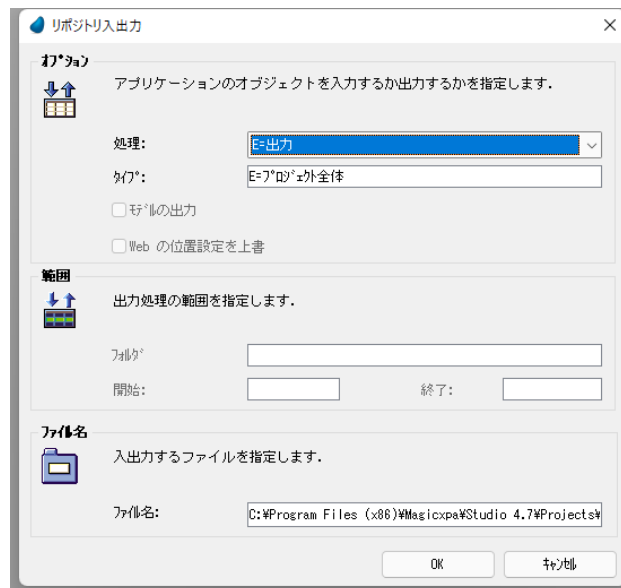 リポジトリ入出力
ｵﾌﾟｼｮﾝ
アプリケーションのオブジェクトを入力するか出力するかを指定します.
処理:
E=出力
ﾀｲﾌﾟ:
E=ﾌﾟﾛｼﾞｪｸﾄ全体
ﾓﾃﾞﾙの出力
Web の位置設定を上書
範囲
出力処理の範囲を指定します.
ﾌｫﾙﾀﾞ
開始:
終了:
ﾌｧｲﾙ名
入出力するファイルを指定します.
ﾌｧｲﾙ名:
C:¥Program Files (x86)¥Magicxpa¥Studio 4.7¥Projects¥
OK
ｷｬﾝｾﾙ